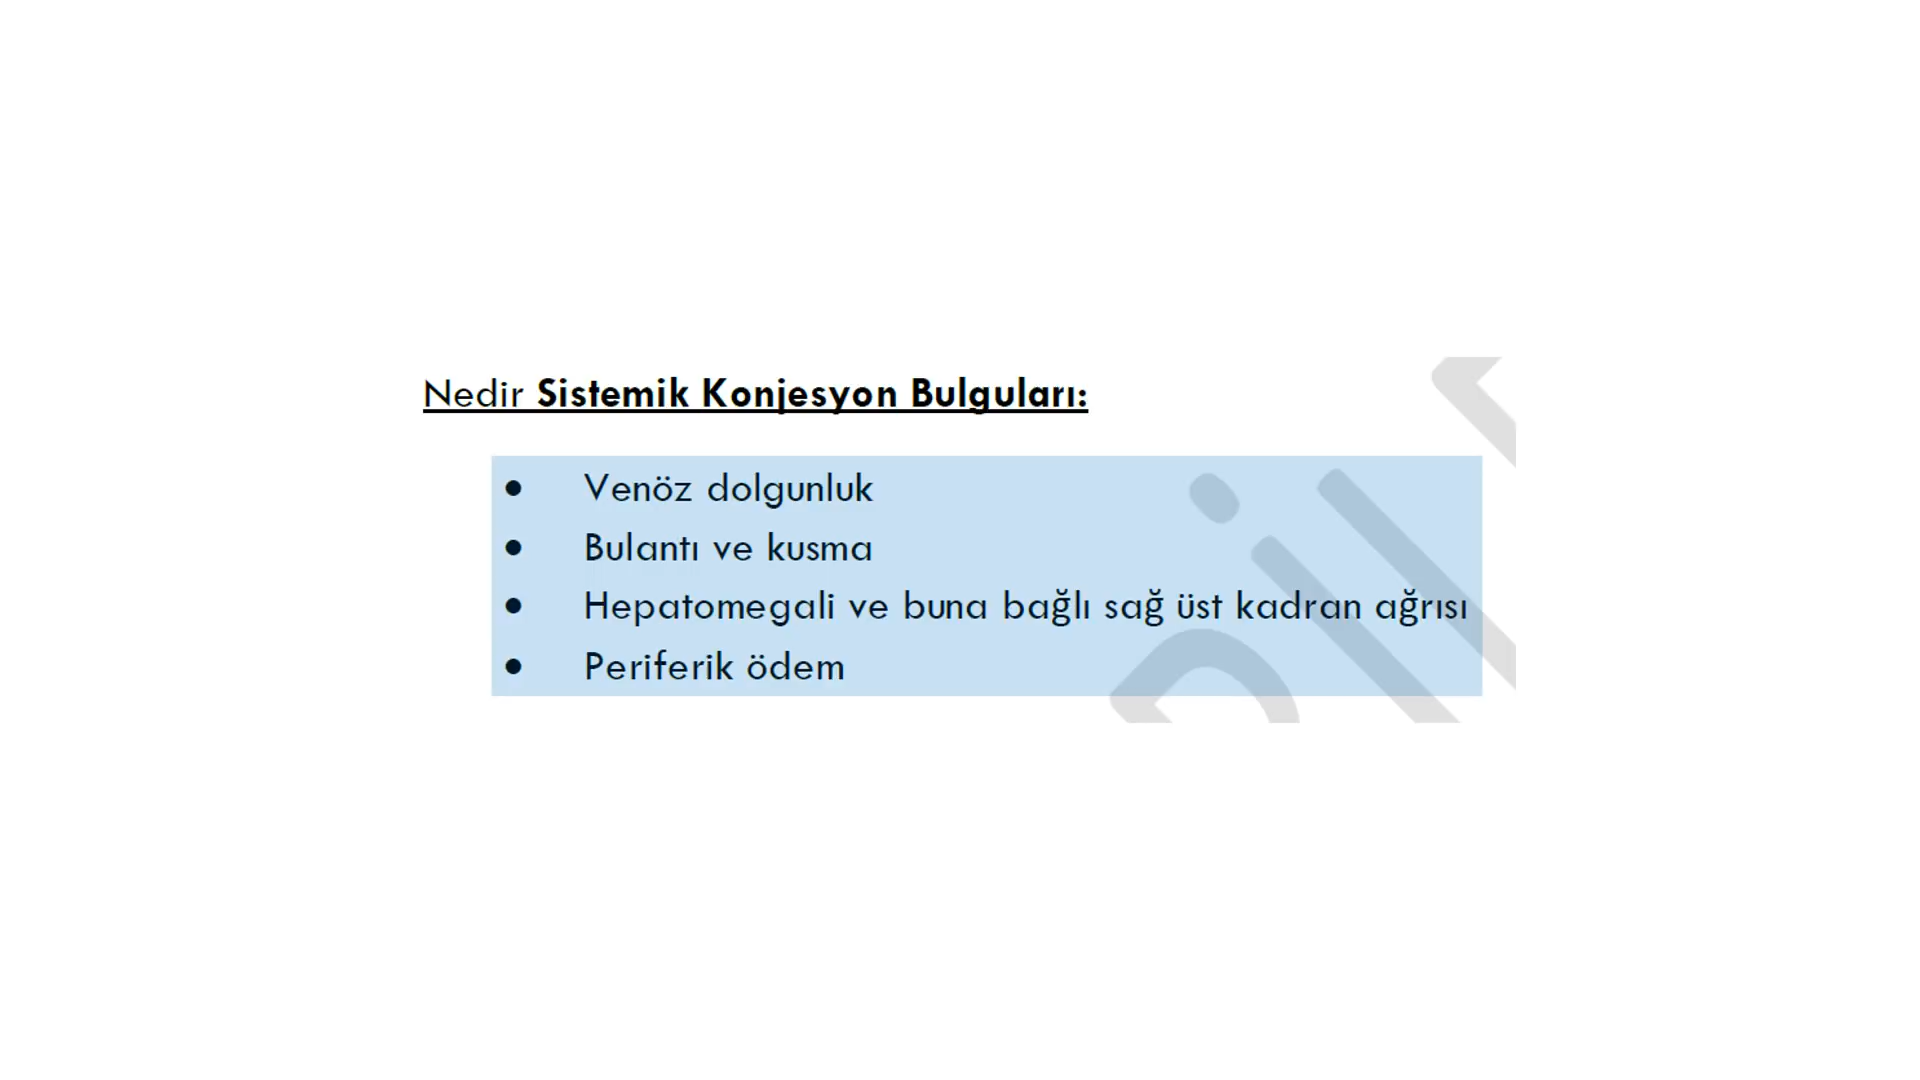 Nedir Sistemik Konjesyon Bulguları:
• Venöz dolgunluk
• Bulantı ve kusma
• Hepatomegali ve buna bağlı sağ üst kadran ağrısı
• Periferik ödem